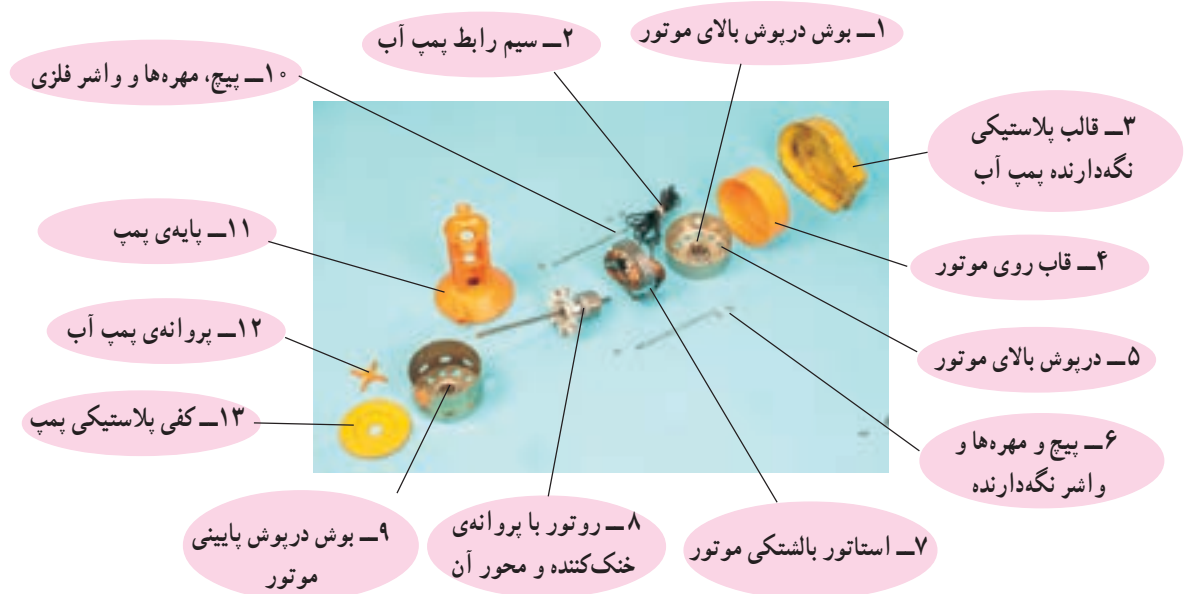 ۱ــ بوش درپوش بالای موتور
۲ــ سیم رابط پمپ آب
۳ــ قالب پلاستیکی
نگه‌دارنده پمپ آب
۴ــ قاب روی موتور
۵ــ درپوش بالای موتور
۶ــ پیچ و مهره‌ها و
واشر نگه‌دارنده
۷ــ استاتور بالشتکی موتور
۸ــ روتور با پروانه‌ی
خنک‌کننده و محور آن
۹ــ بوش درپوش پایینی
موتور
۱۰ــ پیچ، مهره‌ها و واشر فلزی
۱۱ــ پایه‌ی پمپ
۱۲ــ پروانه‌ی پمپ آب
۱۳ــ کفی پلاستیکی پمپ